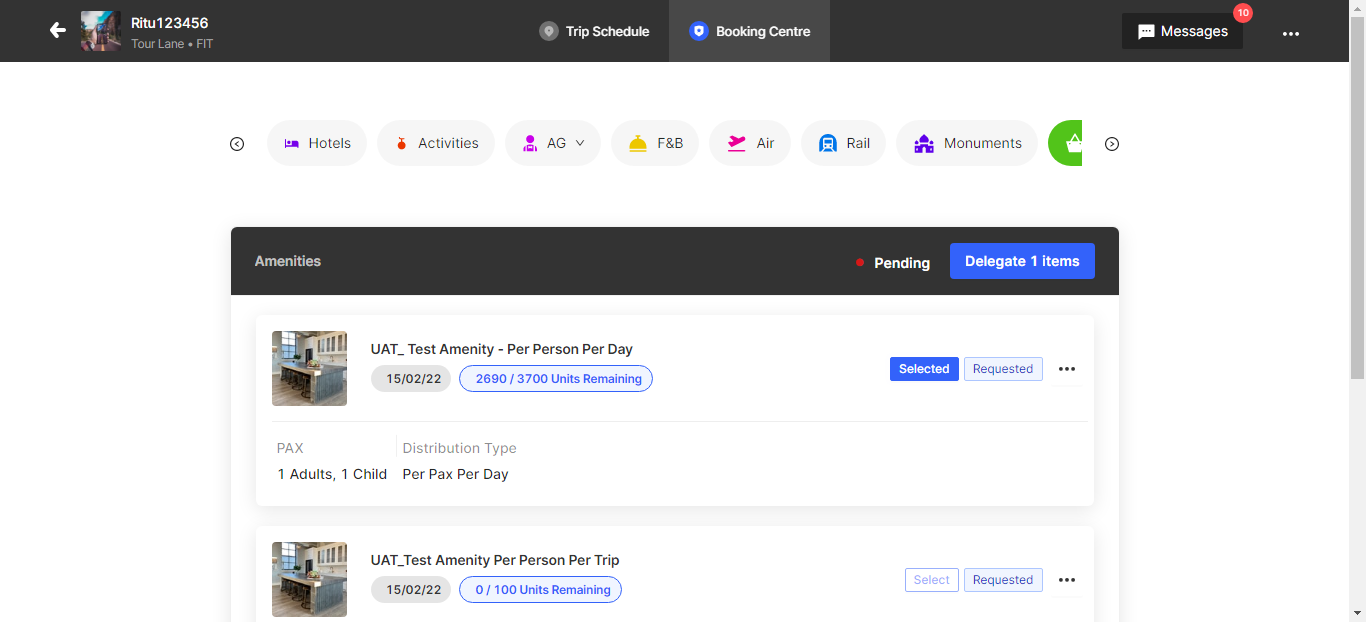 Ritu123456
Tour Lane • FIT
Trip Schedule
Booking Centre
Messages
10
Hotels
Activities
AG
F&B
Air
Rail
Monuments
Amenities
Pending
Delegate 1 items
UAT_ Test Amenity - Per Person Per Day
15/02/22
2690 / 3700 Units Remaining
Selected
Requested
PAX
Distribution Type
1 Adults, 1 Child
Per Pax Per Day
UAT_Test Amenity Per Person Per Trip
15/02/22
0 / 100 Units Remaining
Select
Requested